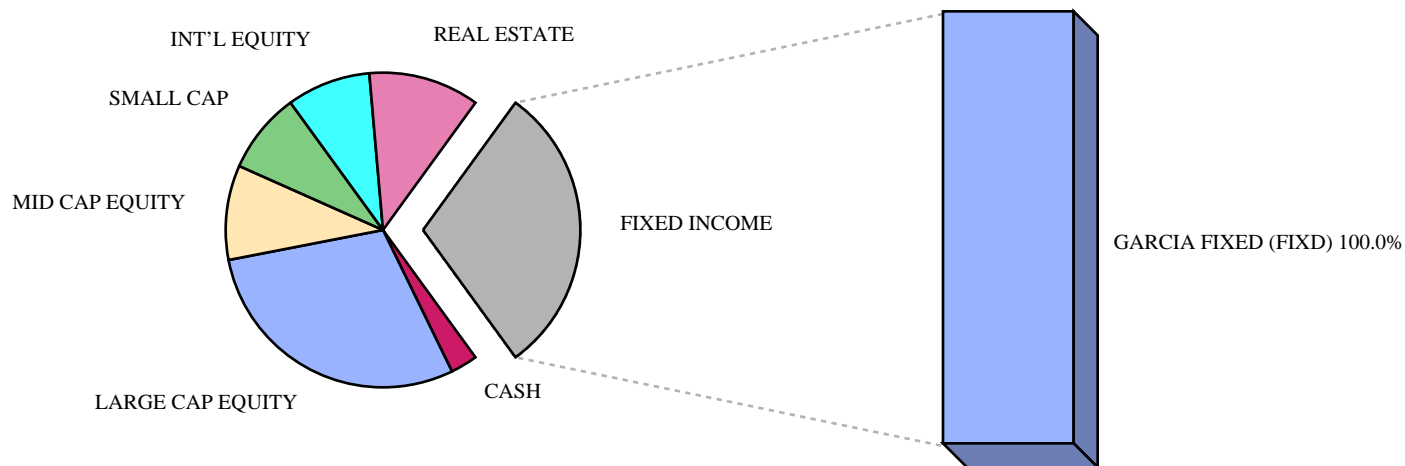 INT'L EQUITY
REAL ESTATE
SMALL CAP
MID CAP EQUITY
FIXED INCOME
GARCIA FIXED (FIXD) 100.0%
LARGE CAP EQUITY
CASH